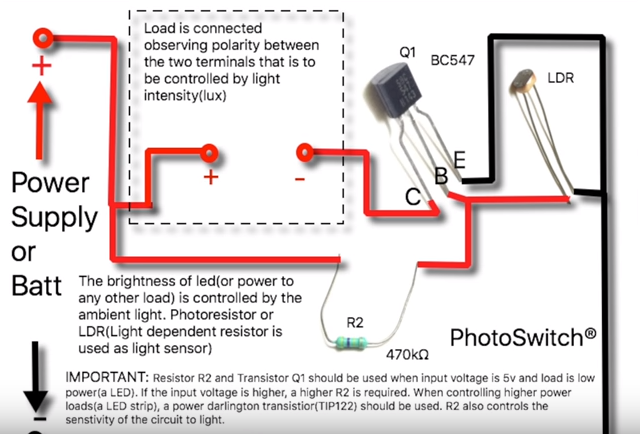 Load is connected
observing polarity between
the two terminals that is to
be controlled by light
intensity(lux)
Q1
BC547
LDR
+
+
-
C
B
E
Power
Supply
or
Batt
The brightness of led(or power to
any other load) is controlled by the
ambient light. Photoresistor or
LDR(Light dependent resistor is
used as light sensor)
R2
470kΩ
PhotoSwitch®
-
IMPORTANT: Resistor R2 and Transistor Q1 should be used when input voltage is 5v and load is low
power(a LED). If the input voltage is higher, a higher R2 is required. When controlling higher power
loads(a LED strip), a power darlington transistior(TIP122) should be used. R2 also controls the
senstivity of the circuit to light.